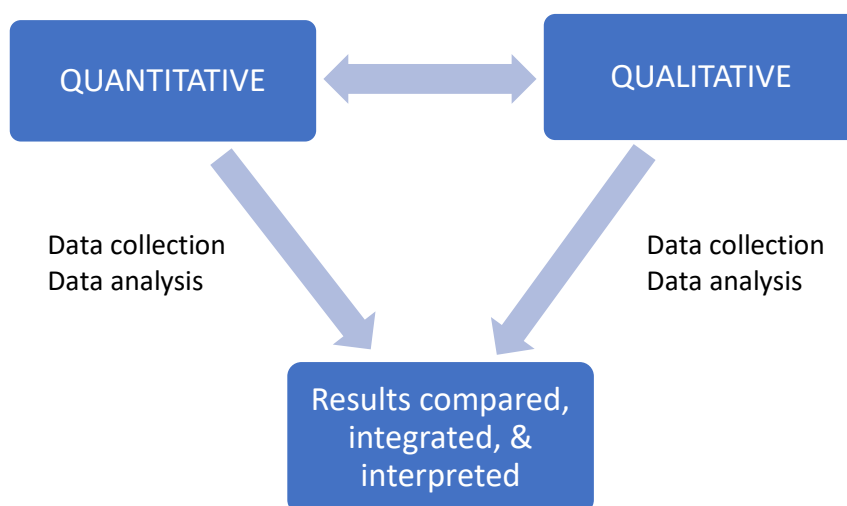 QUANTITATIVE
QUALITATIVE
Data collection
Data analysis
Data collection
Data analysis
Results compared,
integrated, &
interpreted